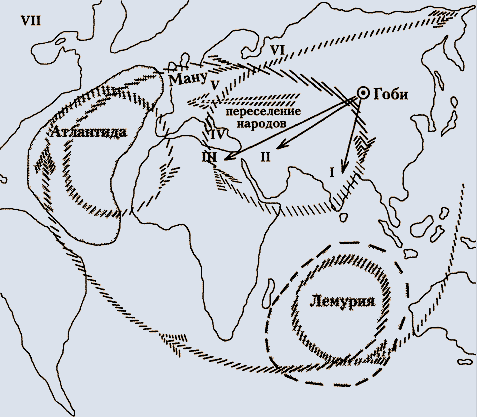 VII
VI
Ману
V
Гоби
переселение
народов
Атлантида
IV
III
II
I
Лемурия